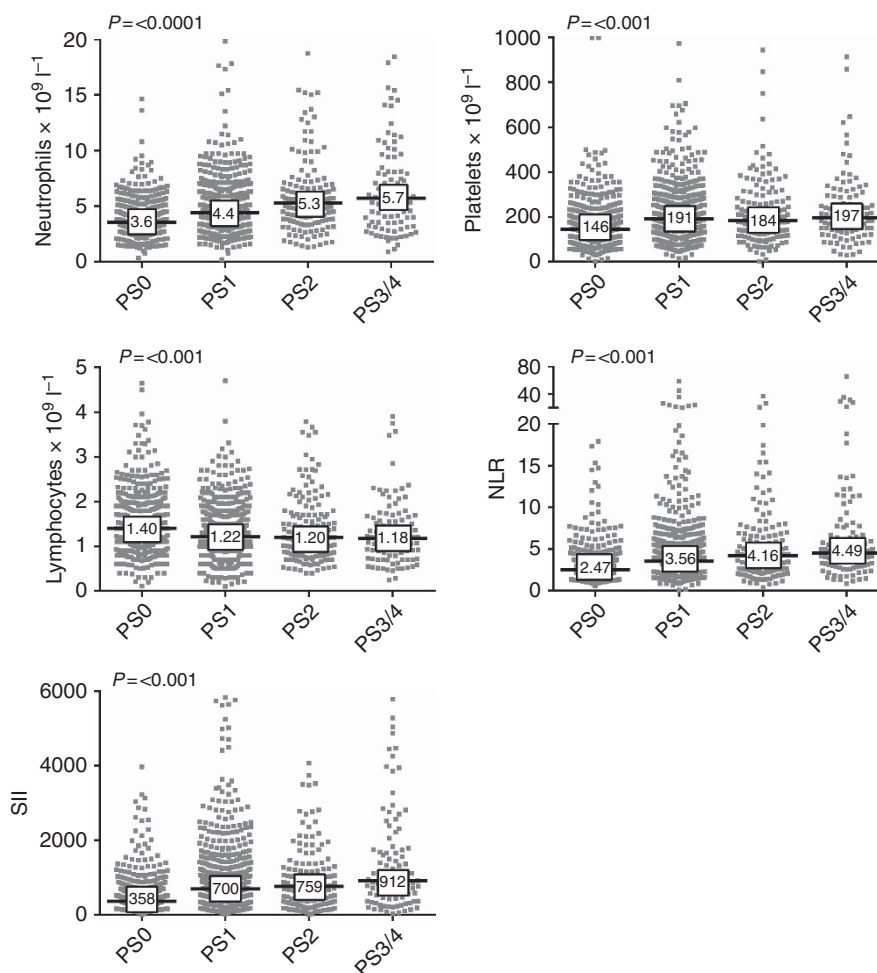 P=<0.0001
Neutrophils × 10⁹ l⁻¹
20
15
10
5
0
3.6
4.4
5.3
5.7
PS0
PS1
PS2
PS3/4
P=<0.001
Platelets × 10⁹ l⁻¹
1000
800
600
400
200
0
146
191
184
197
PS0
PS1
PS2
PS3/4
P=<0.001
Lymphocytes × 10⁹ l⁻¹
5
4
3
2
1
0
1.40
1.22
1.20
1.18
PS0
PS1
PS2
PS3/4
P=<0.001
NLR
80
40
20
15
10
5
0
2.47
3.56
4.16
4.49
PS0
PS1
PS2
PS3/4
P=<0.001
SII
6000
4000
2000
0
358
700
759
912
PS0
PS1
PS2
PS3/4